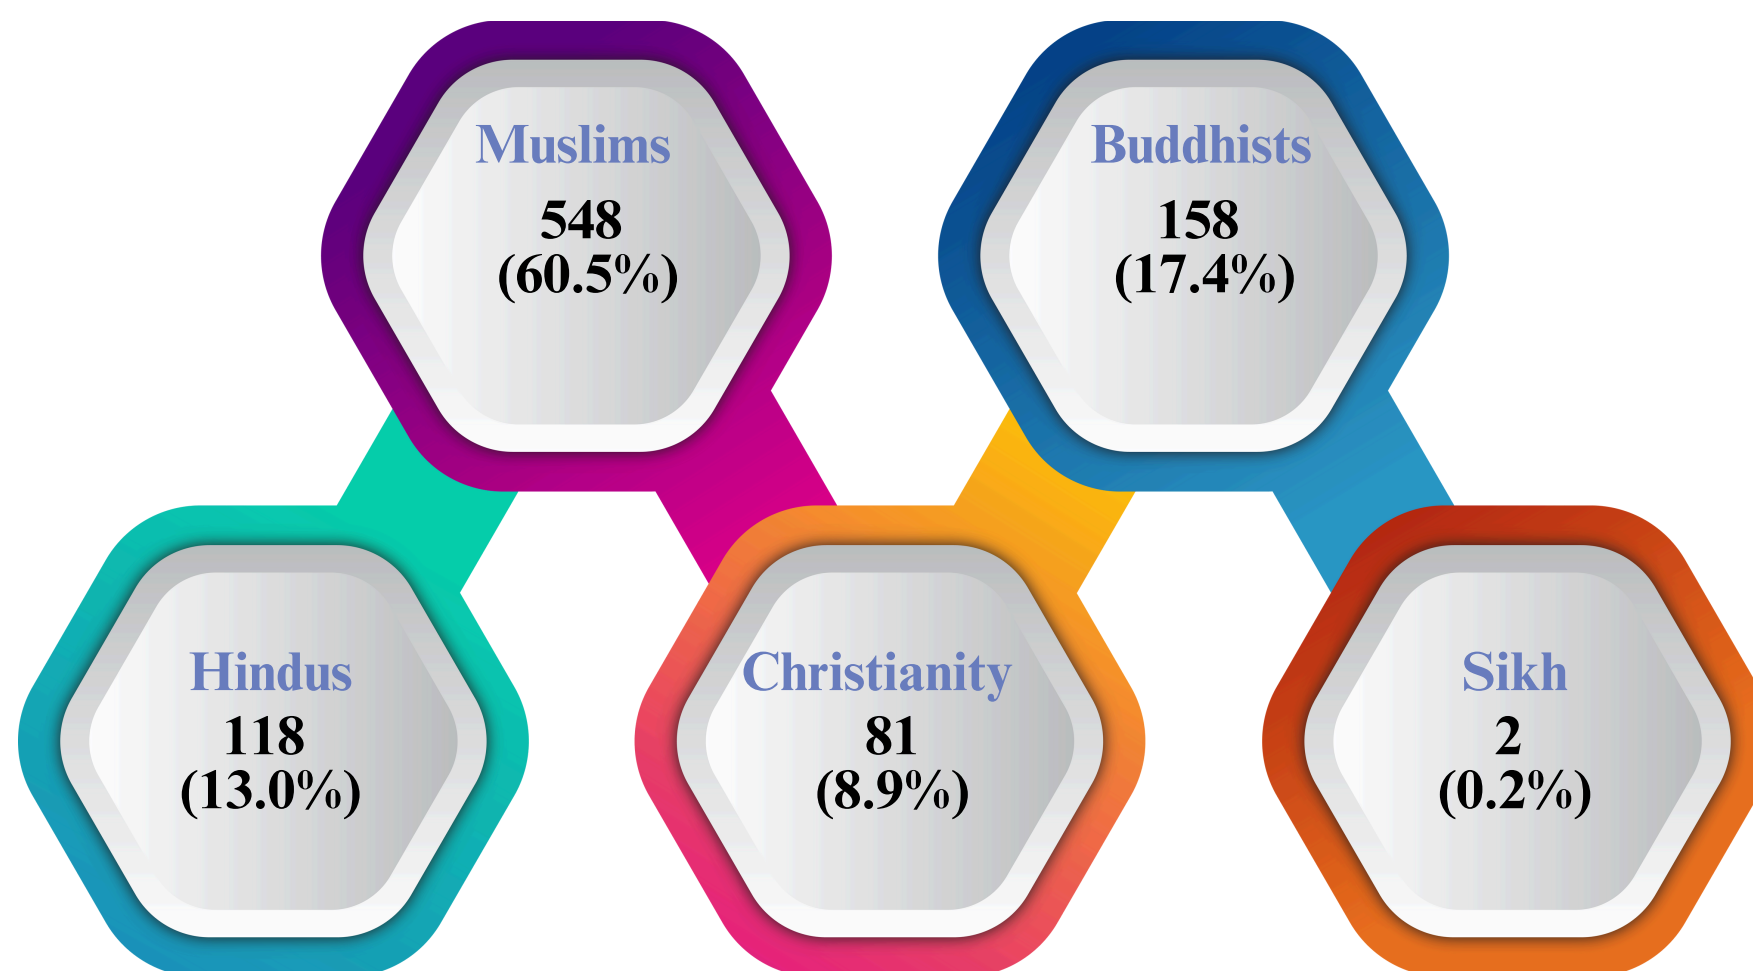 Muslims
548
(60.5%)
Buddhists
158
(17.4%)
Hindus
118
(13.0%)
Christianity
81
(8.9%)
Sikh
2
(0.2%)